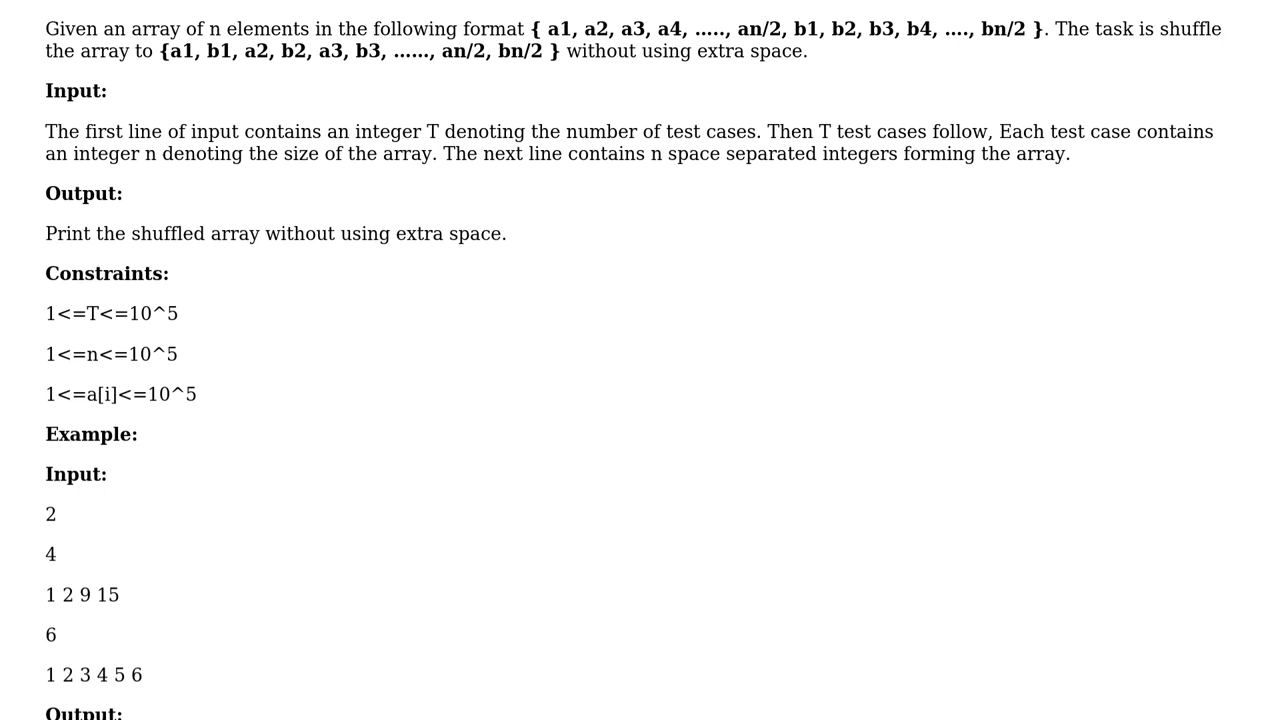 Given an array of n elements in the following format { a1, a2, a3, a4, ....., an/2, b1, b2, b3, b4, ...., bn/2 }. The task is shuffle
the array to {a1, b1, a2, b2, a3, b3, ......, an/2, bn/2 } without using extra space.
Input:
The first line of input contains an integer T denoting the number of test cases. Then T test cases follow, Each test case contains
an integer n denoting the size of the array. The next line contains n space separated integers forming the array.
Output:
Print the shuffled array without using extra space.
Constraints:
1<=T<=10^5
1<=n<=10^5
1<=a[i]<=10^5
Example:
Input:
2
4
1 2 9 15
6
1 2 3 4 5 6
Output: